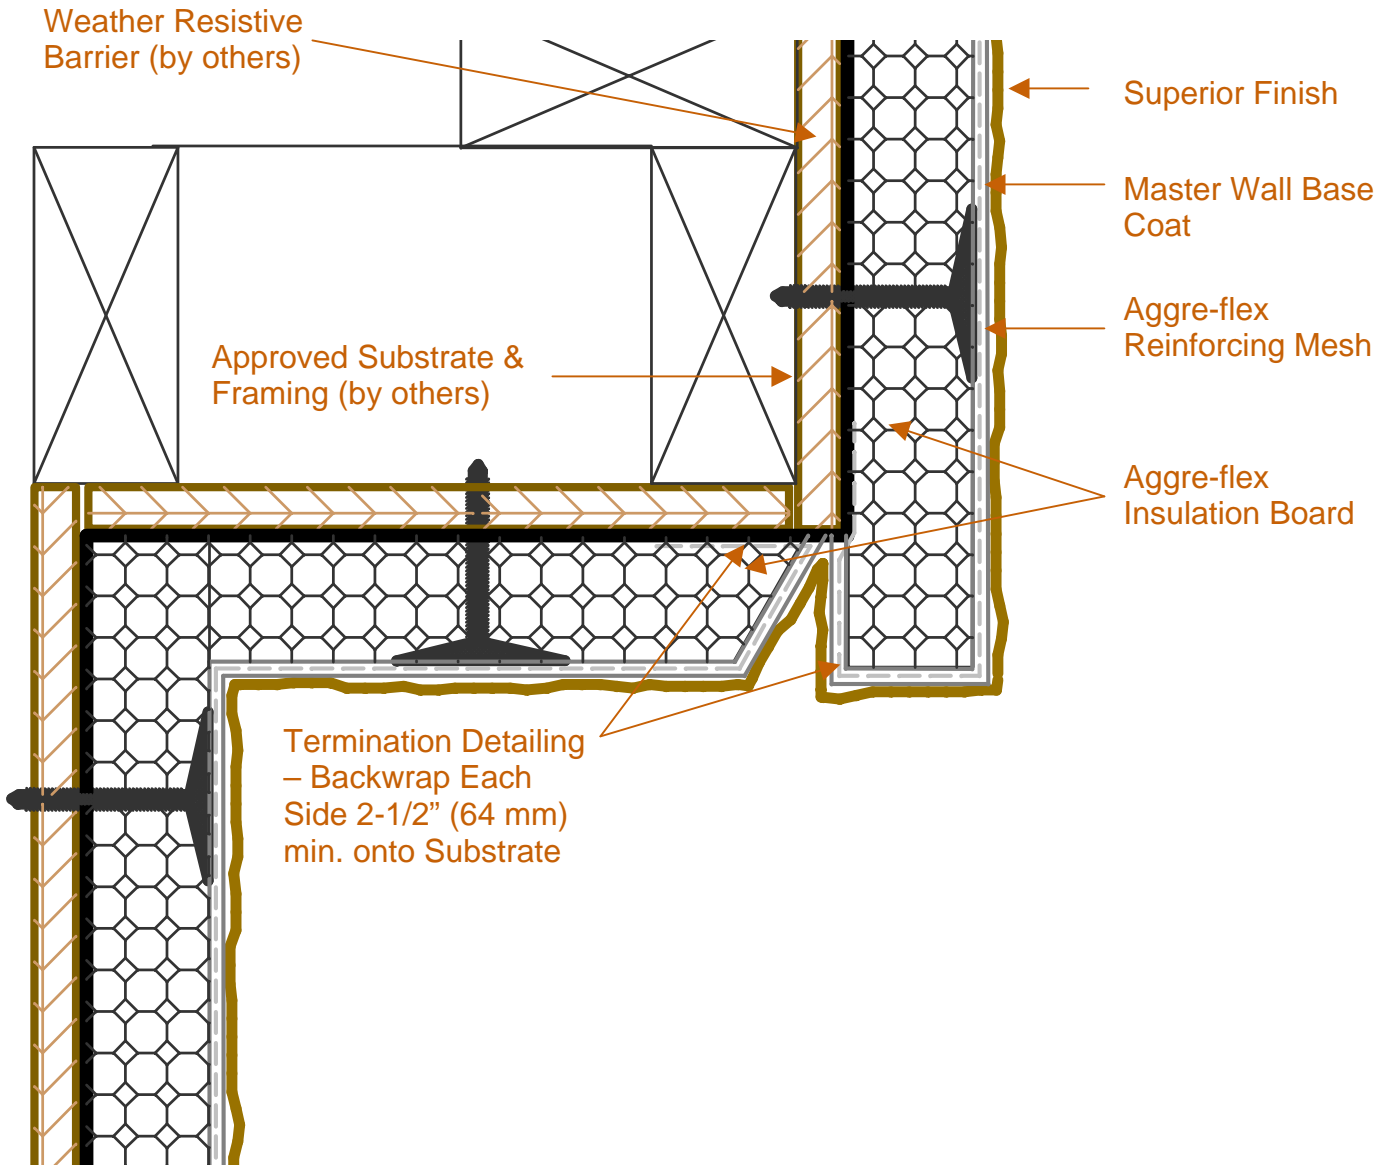 Weather Resistive
Barrier (by others)
Superior Finish
Master Wall Base
Coat
Aggre-flex
Reinforcing Mesh
Approved Substrate &
Framing (by others)
Aggre-flex
Insulation Board
Termination Detailing
– Backwrap Each
Side 2-1/2” (64 mm)
min. onto Substrate